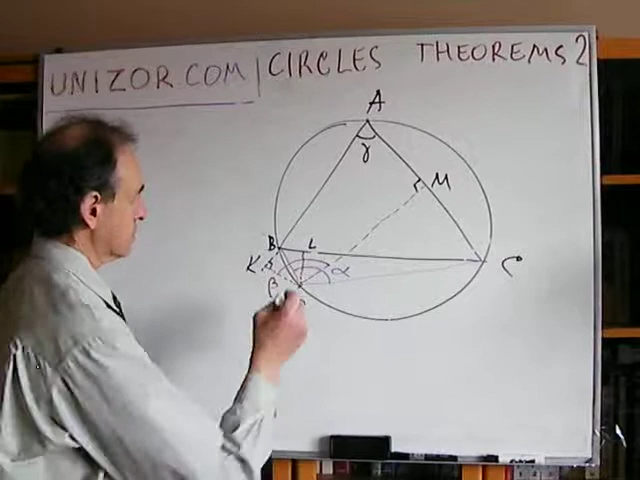 UNIZOR.COM | CIRCLES THEOREMS 2
A
γ
M
B L
K α
β
C